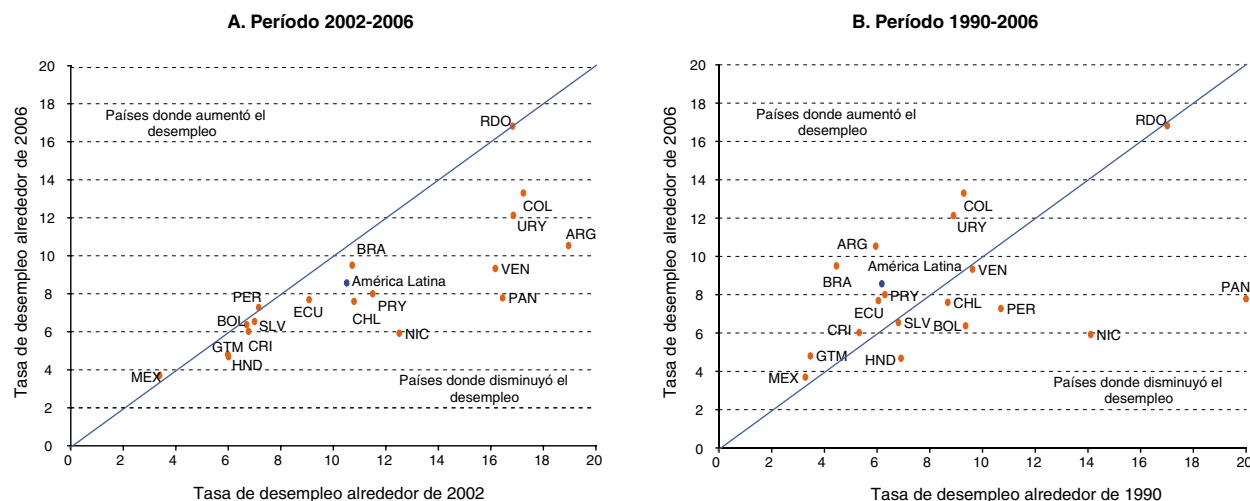 A. Período 2002-2006
Tasa de desempleo alrededor de 2006
20
18
16
14
12
10
8
6
4
2
0
Países donde aumentó el
desempleo
RDO
COL
URY
ARG
BRA
VEN
América Latina
PAN
PER
ECU
PRY
CHL
BOL
SLV
NIC
CRI
GTM
HND
MEX
Países donde disminuyó el
desempleo
0 2 4 6 8 10 12 14 16 18 20
Tasa de desempleo alrededor de 2002
B. Período 1990-2006
Tasa de desempleo alrededor de 2006
20
18
16
14
12
10
8
6
4
2
0
Países donde aumentó el
desempleo
RDO
COL
URY
ARG
América Latina
VEN
BRA
PRY
PAN
ECU
CHL
PER
CRI
SLV
BOL
NIC
GTM
HND
MEX
Países donde disminuyó el
desempleo
0 2 4 6 8 10 12 14 16 18 20
Tasa de desempleo alrededor de 1990